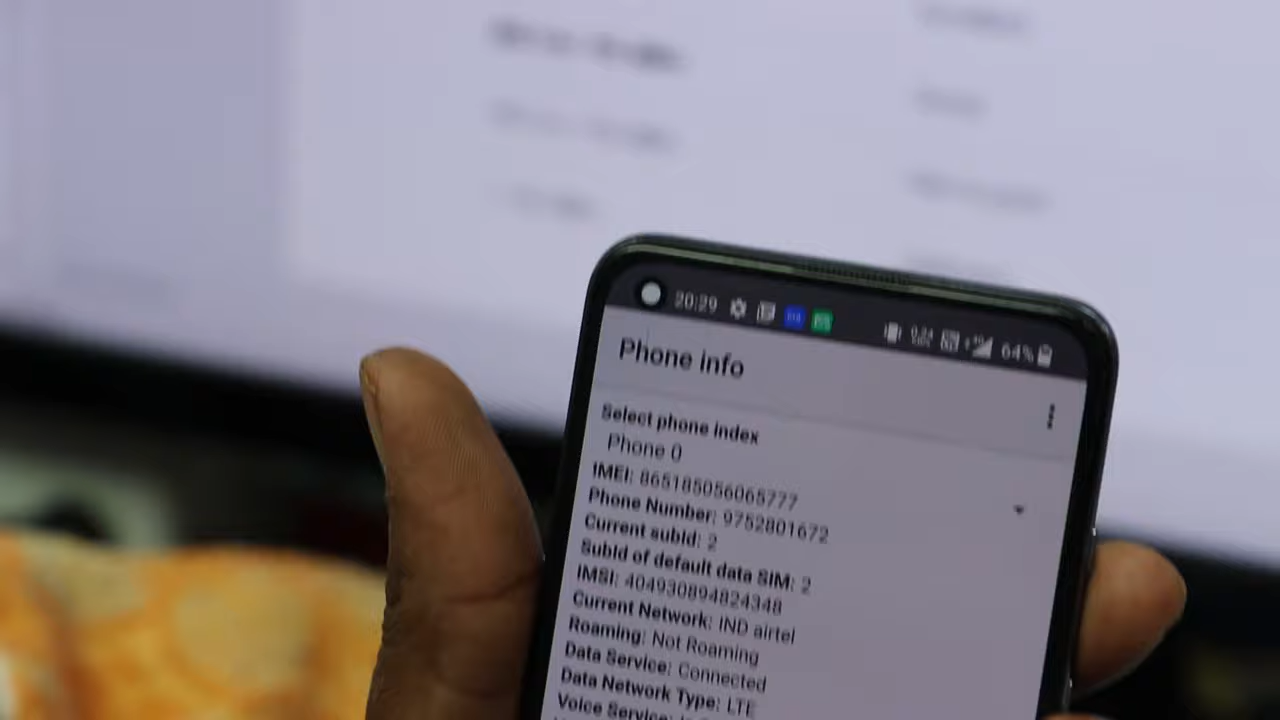 20:29
64%
Phone info
Select phone index
Phone 0
IMEI: 865185056065777
Phone Number: 9752801672
Current subId: 2
SubId of default data SIM: 2
IMSI: 404930894824348
Current Network: IND airtel
Roaming: Not Roaming
Data Service: Connected
Data Network Type: LTE
Voice Service: